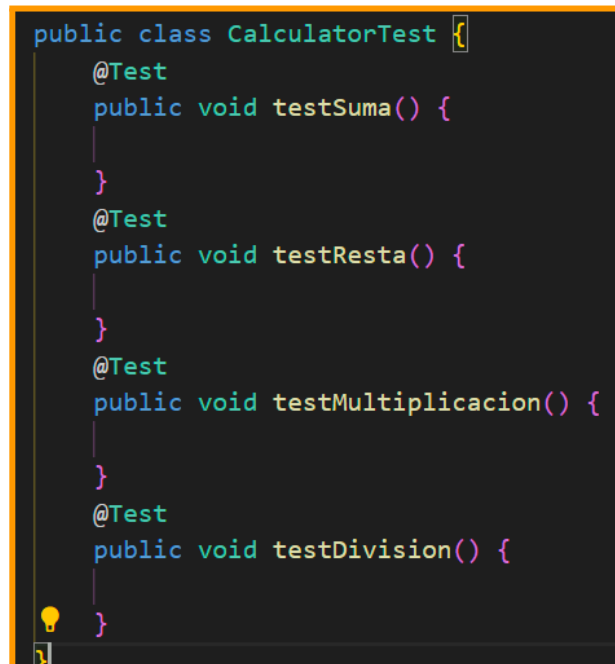 public class CalculatorTest {
    @Test
    public void testSuma() {

    }
    @Test
    public void testResta() {

    }
    @Test
    public void testMultiplicacion() {

    }
    @Test
    public void testDivision() {

    }
}